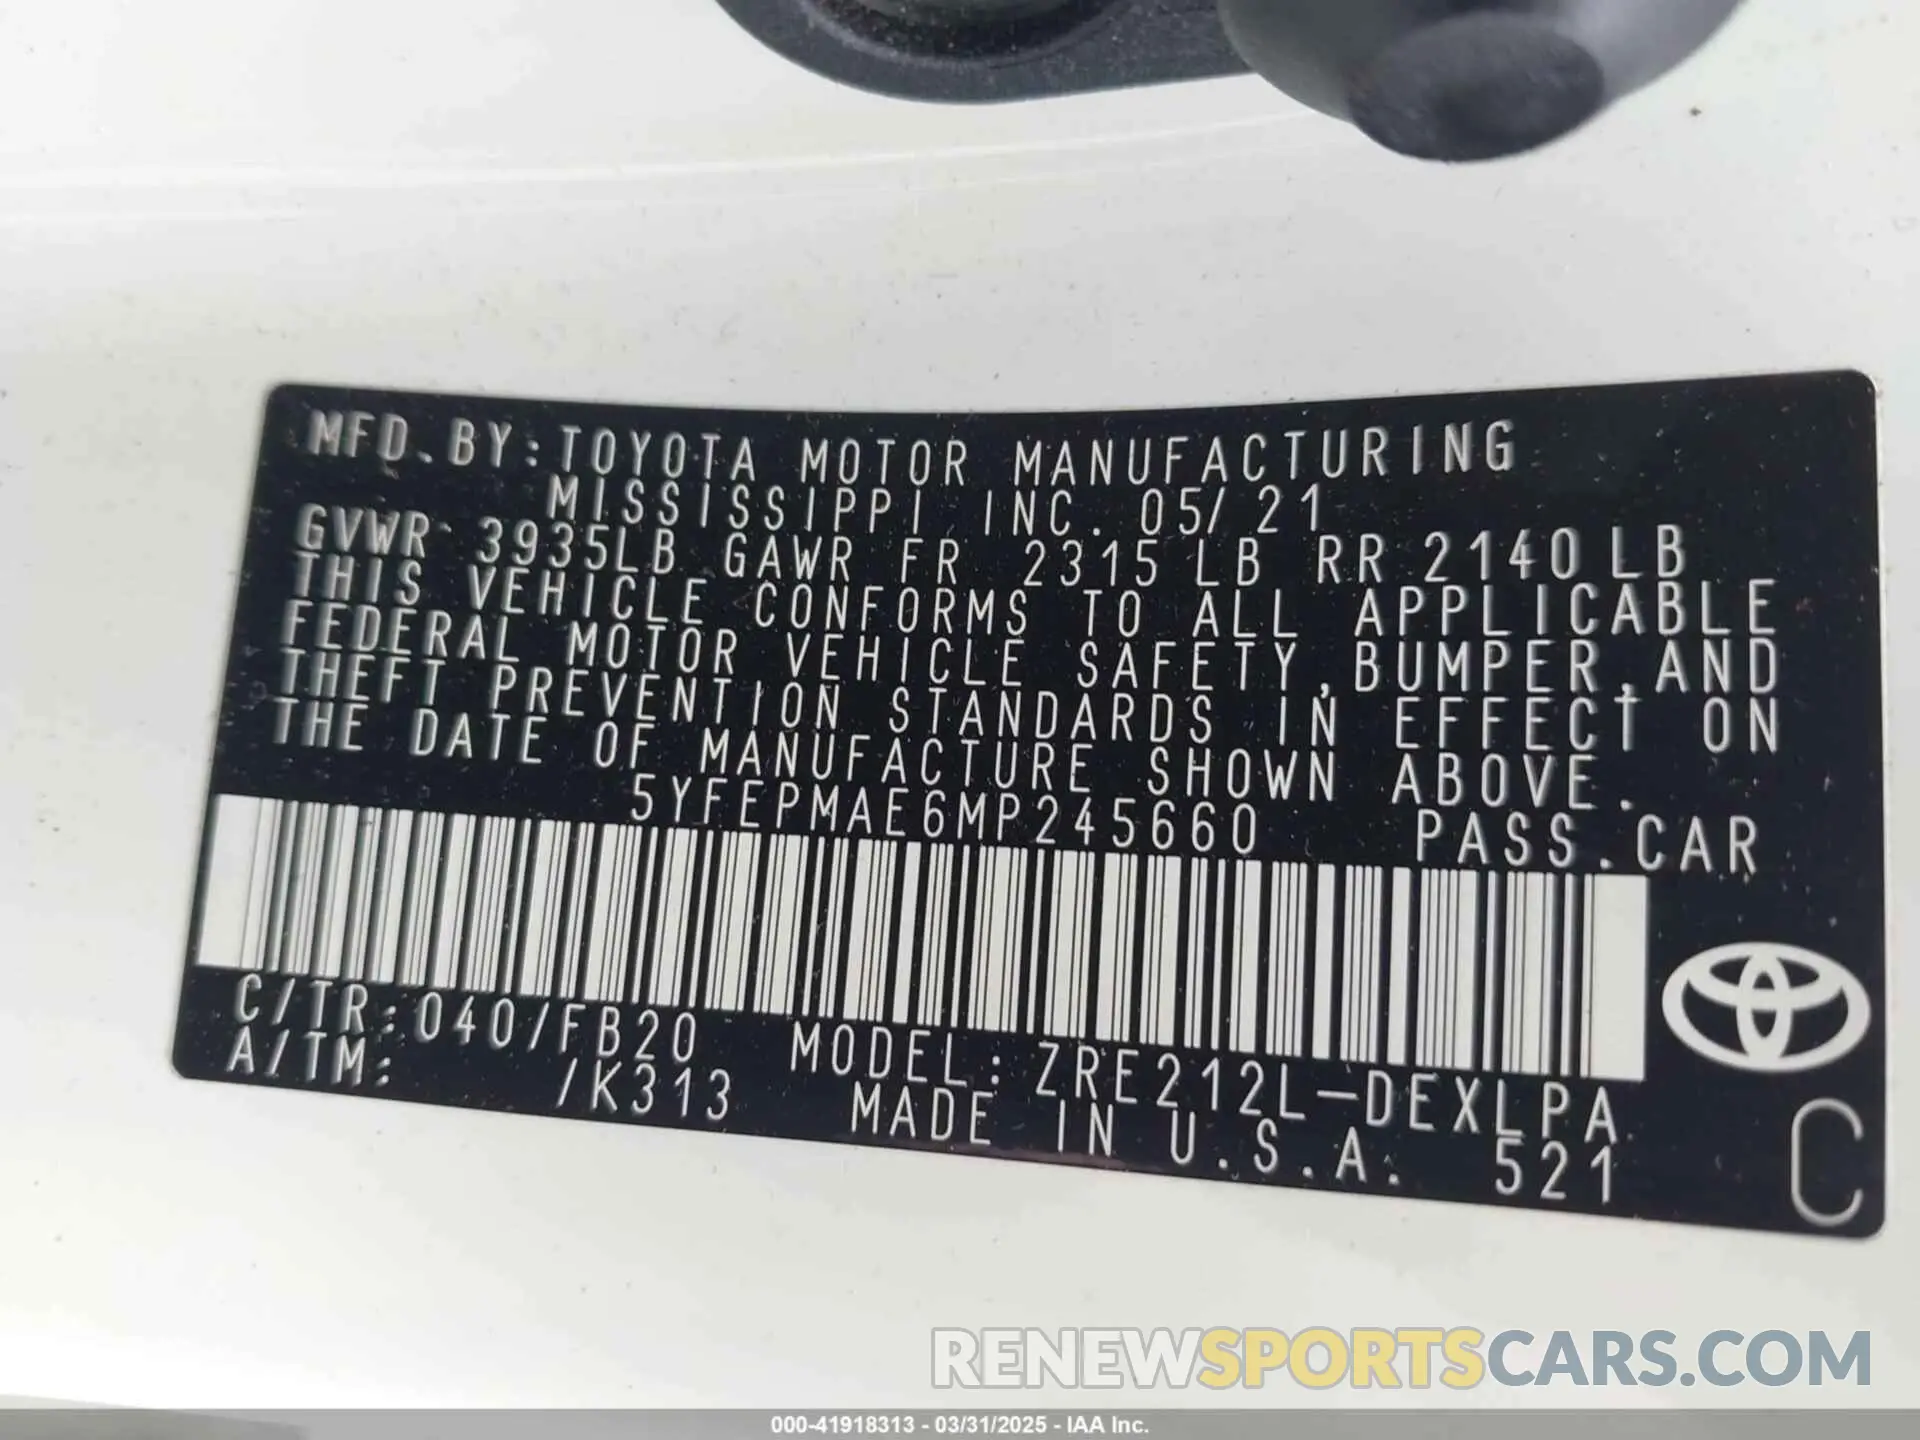 MFD.BY:TOYOTA MOTOR MANUFACTURING
MISSISSIPPI INC. 05/21
GVWR 3935LB GAWR FR 2315LB RR 2140LB
THIS VEHICLE CONFORMS TO ALL APPLICABLE
FEDERAL MOTOR VEHICLE SAFETY,BUMPER,AND
THEFT PREVENTION STANDARDS IN EFFECT ON
THE DATE OF MANUFACTURE SHOWN ABOVE.
5YFEPMAE6MP245660 PASS.CAR
C/TR:040/FB20 MODEL:ZRE212L-DEXLPA
A/TM: /K313 MADE IN U.S.A. 521
C
RENEWSPORTSCARS.COM
000-41918313 - 03/31/2025 - IAA Inc.